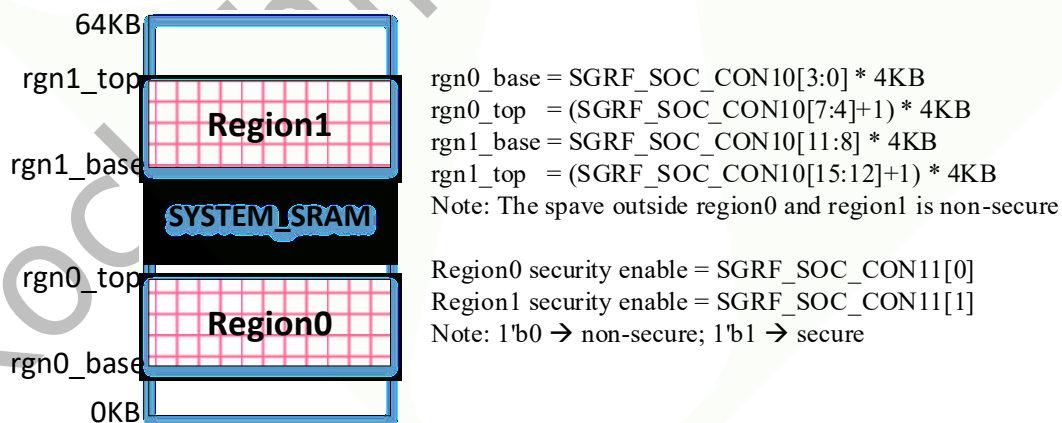 64KB
rgn1_top
Region1
rgn1_base
SYSTEM_SRAM
rgn0_top
Region0
rgn0_base
0KB
rgn0_base = SGRF_SOC_CON10[3:0] * 4KB
rgn0_top = (SGRF_SOC_CON10[7:4]+1) * 4KB
rgn1_base = SGRF_SOC_CON10[11:8] * 4KB
rgn1_top = (SGRF_SOC_CON10[15:12]+1) * 4KB
Note: The spave outside region0 and region1 is non-secure
Region0 security enable = SGRF_SOC_CON11[0]
Region1 security enable = SGRF_SOC_CON11[1]
Note: 1'b0 → non-secure; 1'b1 → secure